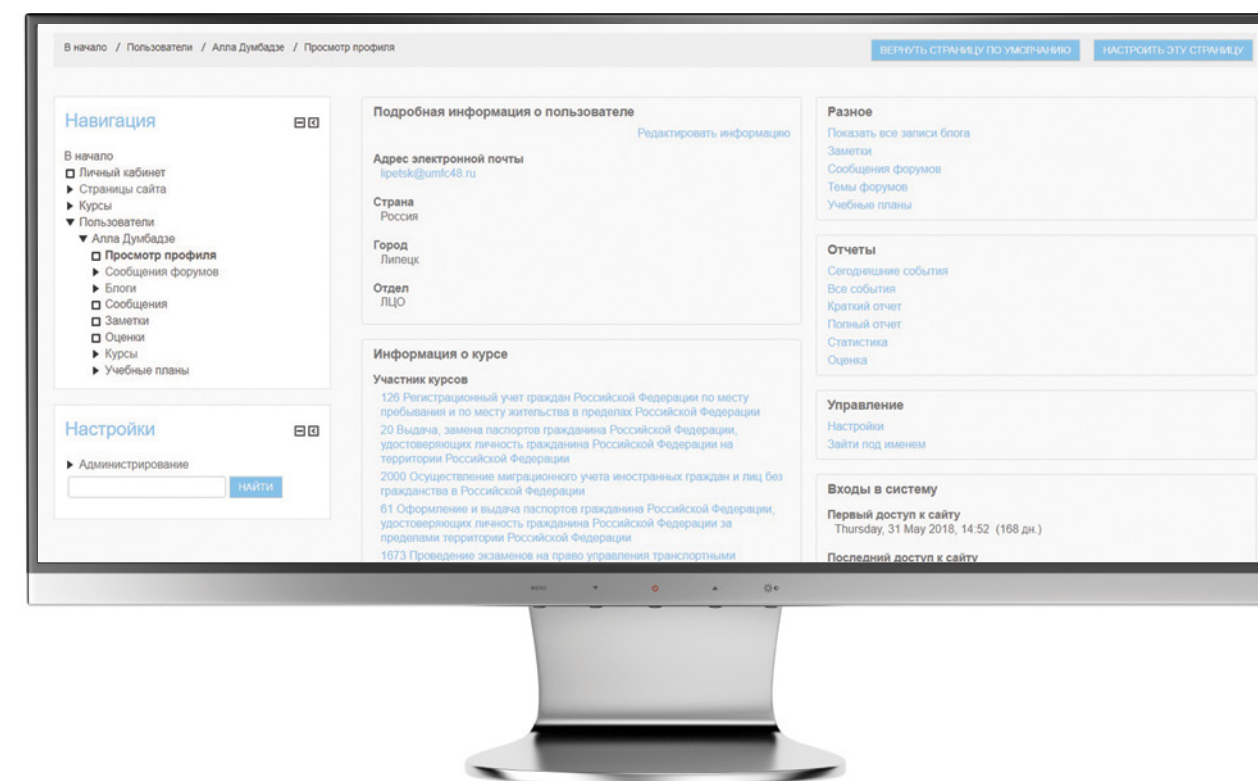 В начало / Пользователи / Алла Думбадзе / Просмотр профиля
ВЕРНУТЬ СТРАНИЦУ ПО УМОЛЧАНИЮ
НАСТРОИТЬ ЭТУ СТРАНИЦУ
Навигация
В начало
Личный кабинет
Страницы сайта
Курсы
Пользователи
Алла Думбадзе
Просмотр профиля
Сообщения форумов
Блоги
Сообщения
Заметки
Оценки
Курсы
Учебные планы
Настройки
Администрирование
НАЙТИ
Подробная информация о пользователе
Редактировать информацию
Адрес электронной почты
lipetsk@umfc48.ru
Страна
Россия
Город
Липецк
Отдел
ЛЦО
Информация о курсе
Участник курсов
126 Регистрационный учет граждан Российской Федерации по месту
пребывания и по месту жительства в пределах Российской Федерации
20 Выдача, замена паспортов гражданина Российской Федерации,
удостоверяющих личность гражданина Российской Федерации на
территории Российской Федерации
2000 Осуществление миграционного учета иностранных граждан и лиц без
гражданства в Российской Федерации
61 Оформление и выдача паспортов гражданина Российской Федерации,
удостоверяющих личность гражданина Российской Федерации за
пределами территории Российской Федерации
1673 Проведение экзаменов на право управления транспортными
Разное
Показать все записи блога
Заметки
Сообщения форумов
Темы форумов
Учебные планы
Отчеты
Сегодняшние события
Все события
Краткий отчет
Полный отчет
Статистика
Оценка
Управление
Настройки
Зайти под именем
Входы в систему
Первый доступ к сайту
Thursday, 31 May 2018, 14:52 (168 дн.)
Последний доступ к сайту
MENU